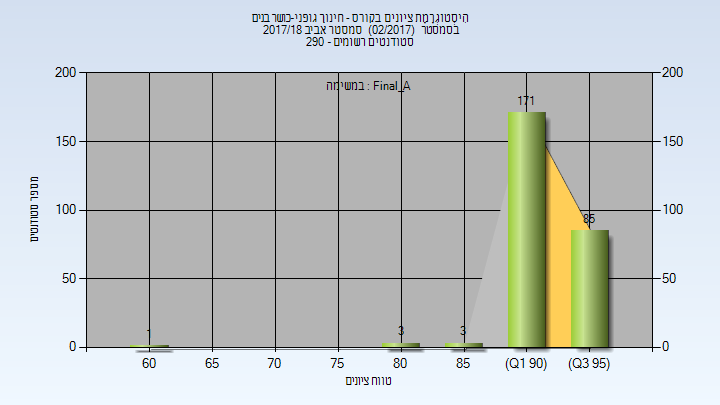 היסטוגרמת ציונים בקורס - חינוך גופני-כושר בנים
בסמסטר (02/2017) סמסטר אביב 2017/18
סטודנטים רשומים - 290
במשימה : Final_A
מספר סטודנטים
200
150
100
50
0
200
150
100
50
0
1
3
3
171
85
60
65
70
75
80
85
(Q1 90)
(Q3 95)
טווח ציונים